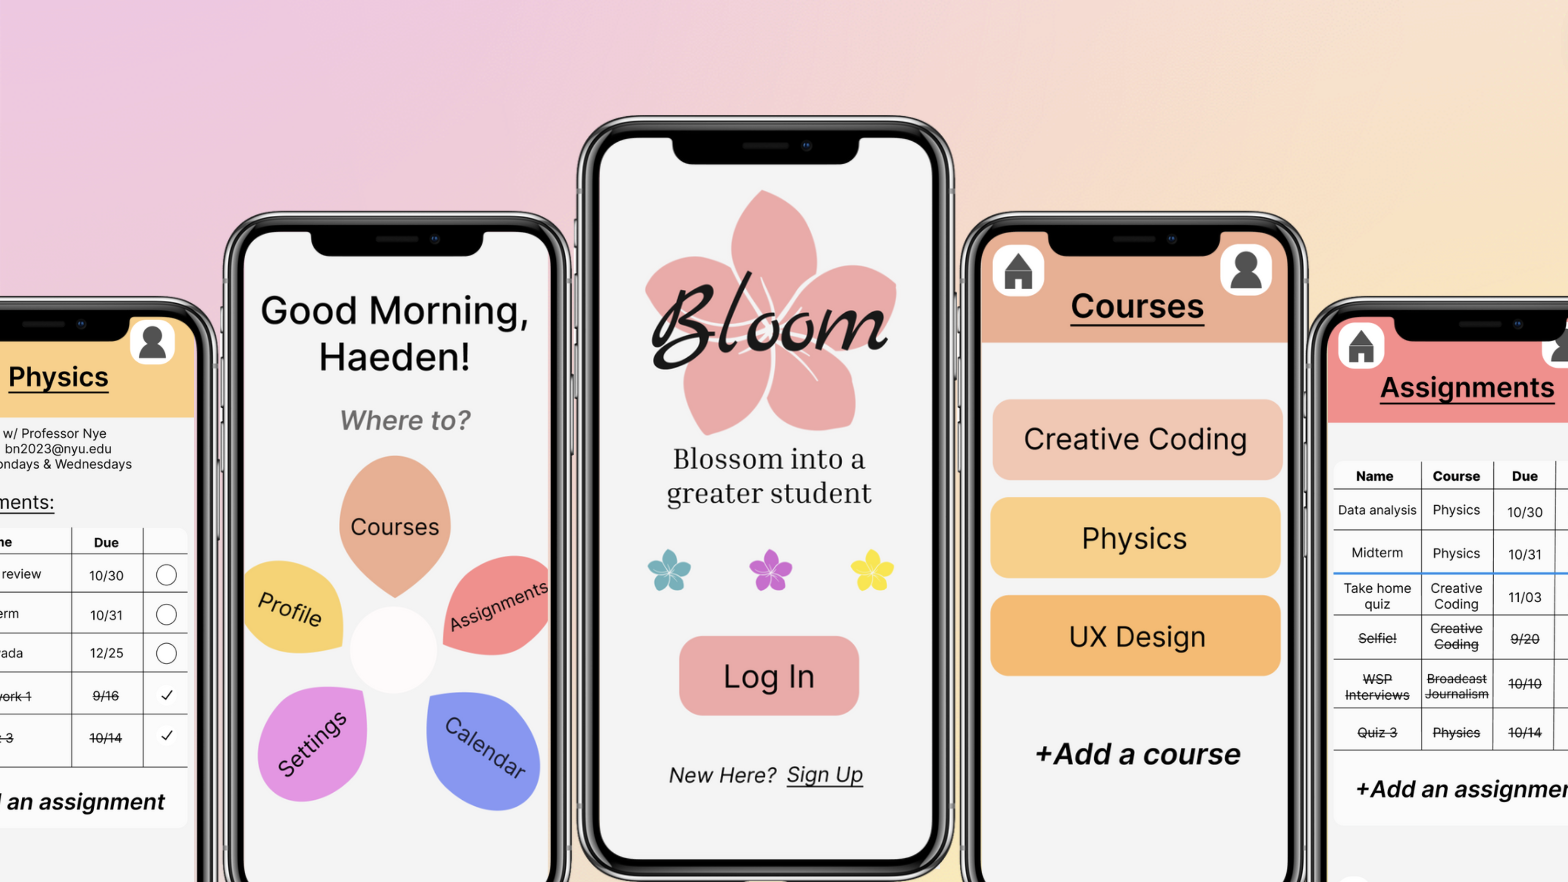 Physics
w/ Professor Nye
bn2023@nyu.edu
ondays & Wednesdays
ments:
ne Due
review 10/30
erm 10/31
ada 12/25
ork 1 9/16
3 10/14
an assignment
Good Morning,
Haeden!
Where to?
Courses
Profile
Assignments
Settings
Calendar
Bloom
Blossom into a
greater student
Log In
New Here? Sign Up
Courses
Creative Coding
Physics
UX Design
+Add a course
Assignments
Name Course Due
Data analysis Physics 10/30
Midterm Physics 10/31
Take home quiz Creative Coding 11/03
Selfie! Creative Coding 9/20
WSP Interviews Broadcast Journalism 10/10
Quiz 3 Physics 10/14
+Add an assignmen